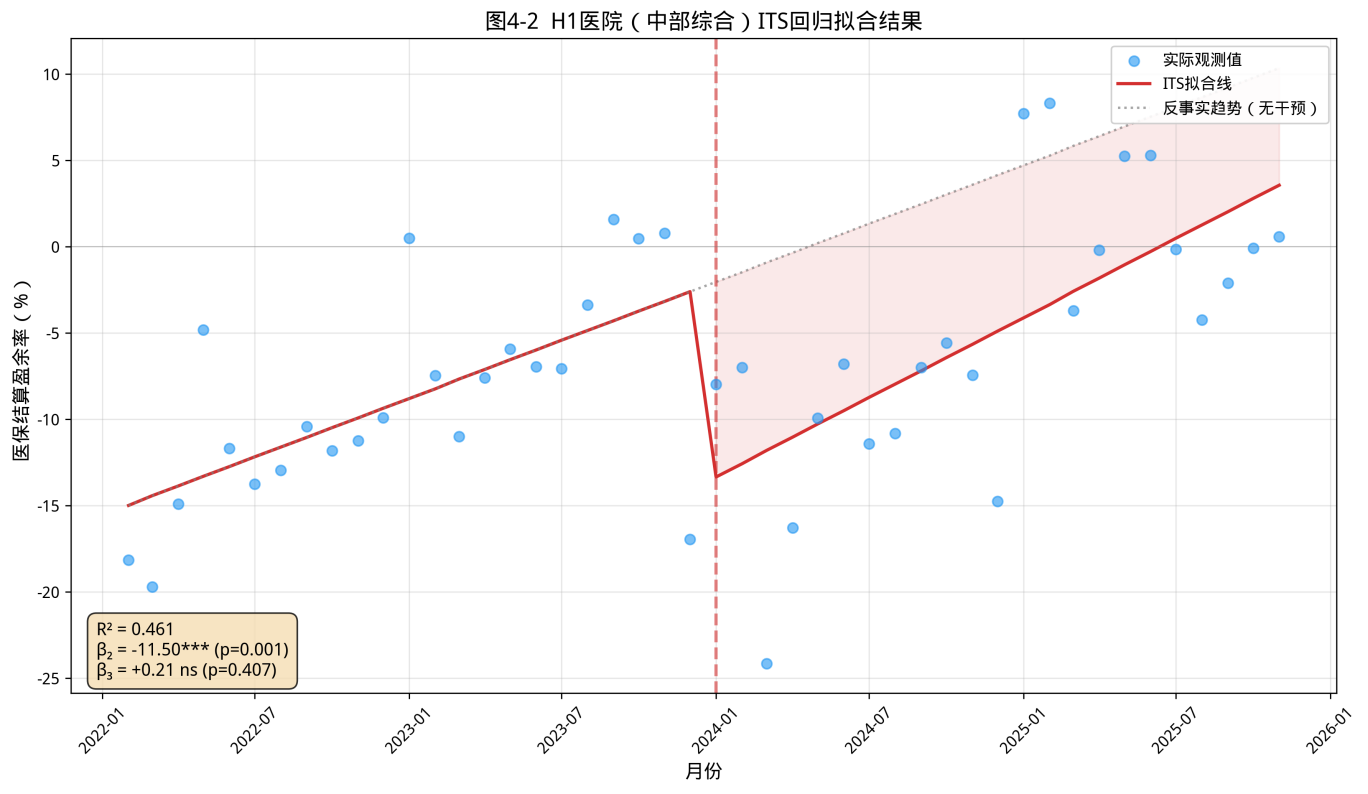 图4-2 H1医院（中部综合）ITS回归拟合结果
实际观测值
ITS拟合线
反事实趋势（无干预）
医保结算盈余率（%）
10
5
0
-5
-10
-15
-20
-25
R² = 0.461
β₂ = -11.50*** (p=0.001)
β₃ = +0.21 ns (p=0.407)
2022-01
2022-07
2023-01
2023-07
2024-01
2024-07
2025-01
2025-07
2026-01
月份